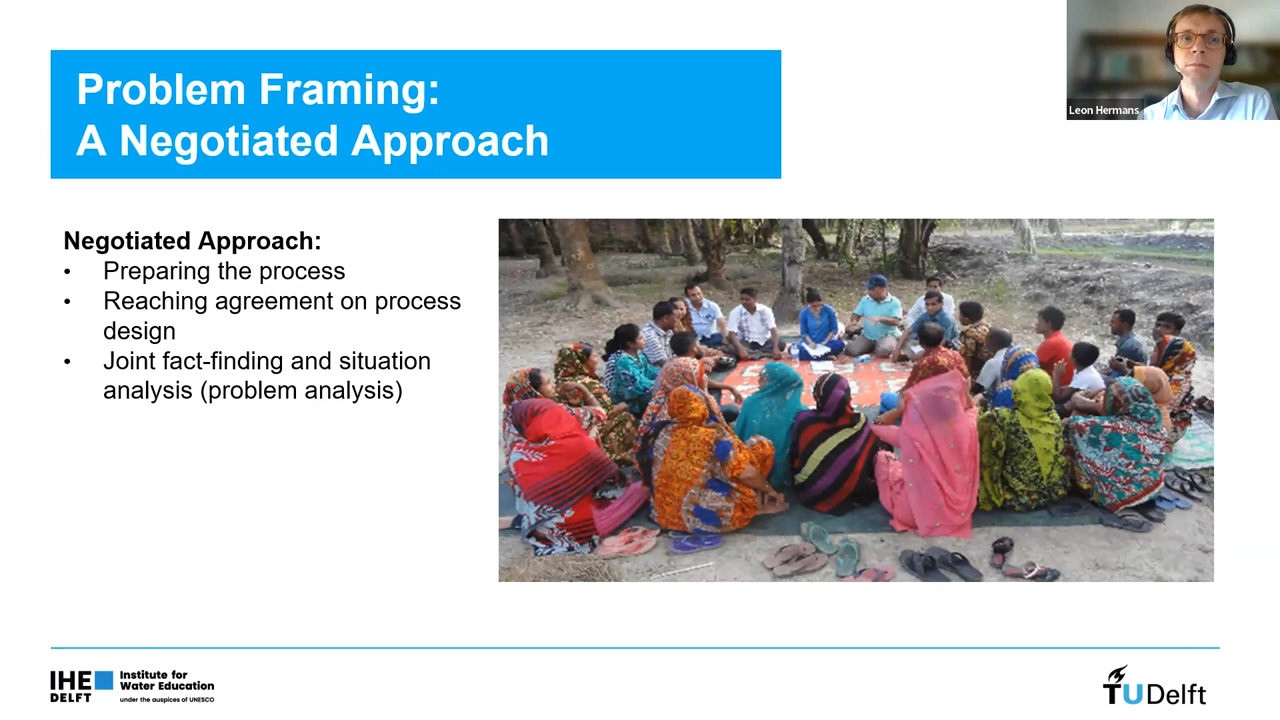 Problem Framing:
A Negotiated Approach
Leon Hermans
Negotiated Approach:
• Preparing the process
• Reaching agreement on process
design
• Joint fact-finding and situation
analysis (problem analysis)
IHE
DELFT
Institute for
Water Education
under the auspices of UNESCO
TUDelft